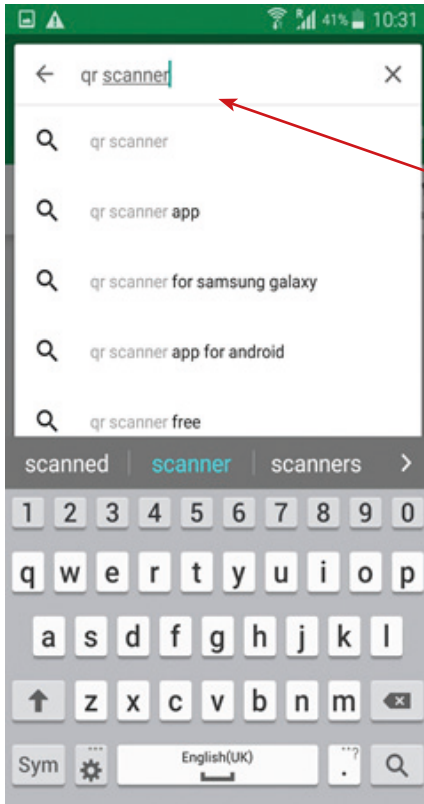 41% 10:31
qr scanner
qr scanner
qr scanner app
qr scanner for samsung galaxy
qr scanner app for android
qr scanner free
scanned scanner scanners
1 2 3 4 5 6 7 8 9 0
q w e r t y u i o p
a s d f g h j k l
z x c v b n m
Sym English(UK) ...? .